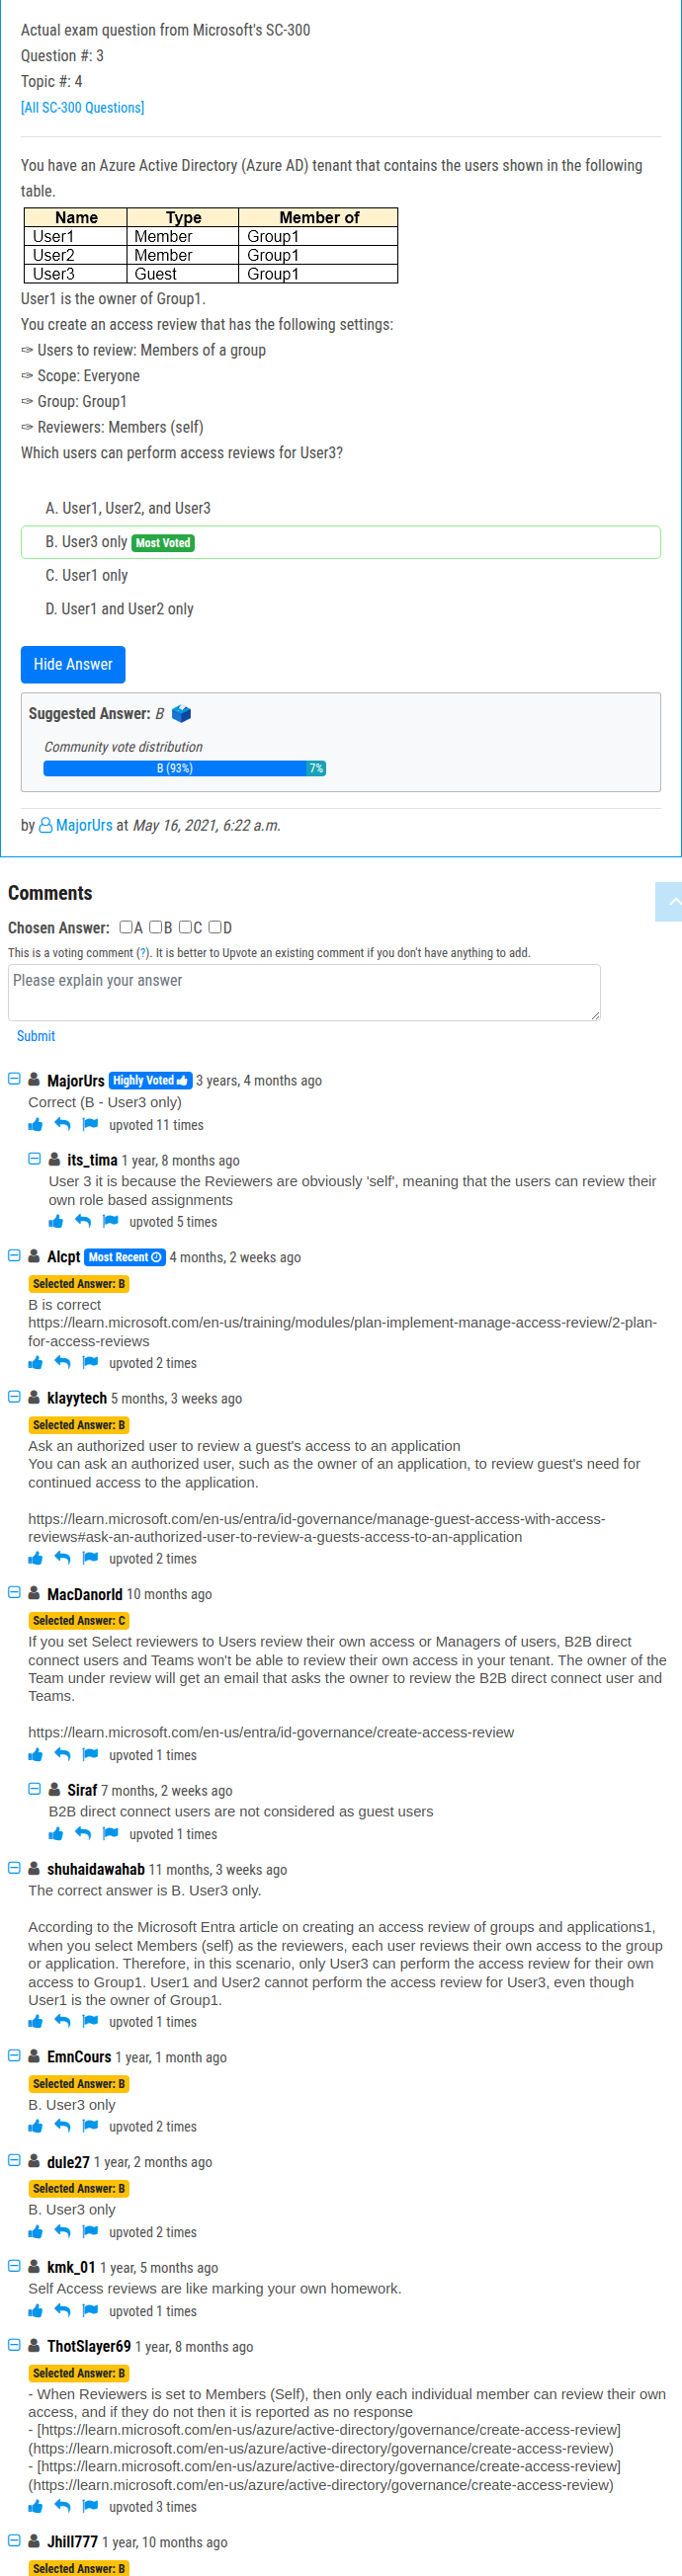 Actual exam question from Microsoft's SC-300
Question #: 3
Topic #: 4
[All SC-300 Questions]
You have an Azure Active Directory (Azure AD) tenant that contains the users shown in the following
table.
Name Type Member of
User1 Member Group1
User2 Member Group1
User3 Guest Group1
User1 is the owner of Group1.
You create an access review that has the following settings:
✑ Users to review: Members of a group
✑ Scope: Everyone
✑ Group: Group1
✑ Reviewers: Members (self)
Which users can perform access reviews for User3?
A. User1, User2, and User3
B. User3 only Most Voted
C. User1 only
D. User1 and User2 only
Hide Answer
Suggested Answer: B
Community vote distribution
B (93%) 7%
by MajorUrs at May 16, 2021, 6:22 a.m.
Comments
Chosen Answer: A B C D
This is a voting comment (?). It is better to Upvote an existing comment if you don't have anything to add.
Please explain your answer
Submit
MajorUrs Highly Voted 3 years, 4 months ago
Correct (B - User3 only)
upvoted 11 times
its_tima 1 year, 8 months ago
User 3 it is because the Reviewers are obviously 'self', meaning that the users can review their
own role based assignments
upvoted 5 times
Alcpt Most Recent 4 months, 2 weeks ago
Selected Answer: B
B is correct
https://learn.microsoft.com/en-us/training/modules/plan-implement-manage-access-review/2-plan-
for-access-reviews
upvoted 2 times
klayytech 5 months, 3 weeks ago
Selected Answer: B
Ask an authorized user to review a guest's access to an application
You can ask an authorized user, such as the owner of an application, to review guest's need for
continued access to the application.
https://learn.microsoft.com/en-us/entra/id-governance/manage-guest-access-with-access-
reviews#ask-an-authorized-user-to-review-a-guests-access-to-an-application
upvoted 2 times
MacDanorld 10 months ago
Selected Answer: C
If you set Select reviewers to Users review their own access or Managers of users, B2B direct
connect users and Teams won't be able to review their own access in your tenant. The owner of the
Team under review will get an email that asks the owner to review the B2B direct connect user and
Teams.
https://learn.microsoft.com/en-us/entra/id-governance/create-access-review
upvoted 1 times
Siraf 7 months, 2 weeks ago
B2B direct connect users are not considered as guest users
upvoted 1 times
shuhaidawahab 11 months, 3 weeks ago
The correct answer is B. User3 only.
According to the Microsoft Entra article on creating an access review of groups and applications1,
when you select Members (self) as the reviewers, each user reviews their own access to the group
or application. Therefore, in this scenario, only User3 can perform the access review for their own
access to Group1. User1 and User2 cannot perform the access review for User3, even though
User1 is the owner of Group1.
upvoted 1 times
EmnCours 1 year, 1 month ago
Selected Answer: B
B. User3 only
upvoted 2 times
dule27 1 year, 2 months ago
Selected Answer: B
B. User3 only
upvoted 2 times
kmk_01 1 year, 5 months ago
Self Access reviews are like marking your own homework.
upvoted 1 times
ThotSlayer69 1 year, 8 months ago
Selected Answer: B
- When Reviewers is set to Members (Self), then only each individual member can review their own
access, and if they do not then it is reported as no response
- [https://learn.microsoft.com/en-us/azure/active-directory/governance/create-access-review]
(https://learn.microsoft.com/en-us/azure/active-directory/governance/create-access-review)
- [https://learn.microsoft.com/en-us/azure/active-directory/governance/create-access-review]
(https://learn.microsoft.com/en-us/azure/active-directory/governance/create-access-review)
upvoted 3 times
Jhill777 1 year, 10 months ago
Selected Answer: B